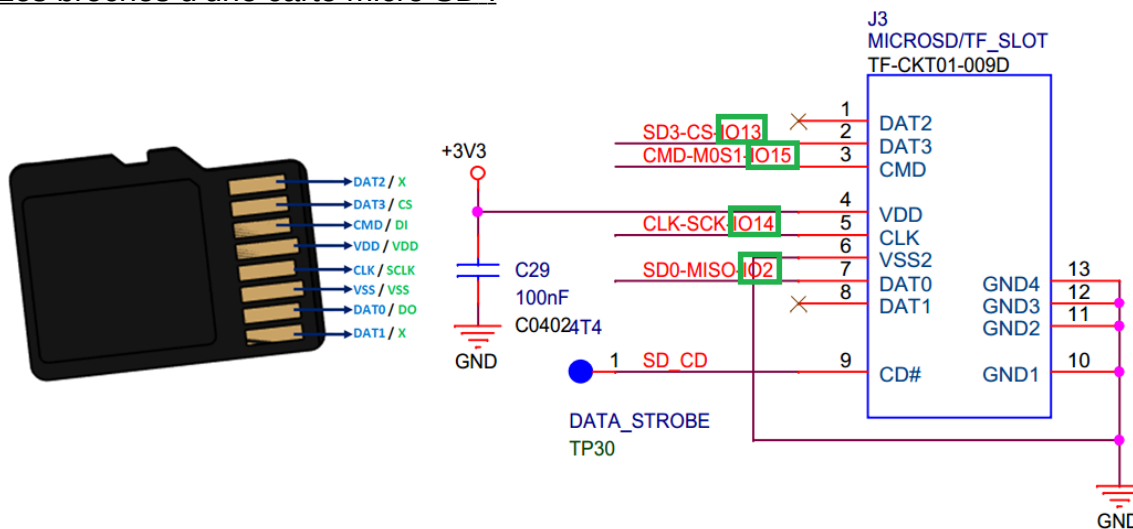 Les broches d'une carte micro SD :
DAT2 / X
DAT3 / CS
CMD / DI
VDD / VDD
CLK / SCLK
VSS / VSS
DAT0 / DO
DAT1 / X
+3V3
C29
100nF
C0402
GND
4T4
1 SD_CD
DATA_STROBE
TP30
J3
MICROSD/TF_SLOT
TF-CKT01-009D
1 DAT2
SD3-CS-IO13 2 DAT3
CMD-M0S1-IO15 3 CMD
4 VDD
CLK-SCK-IO14 5 CLK
6 VSS2
SD0-MISO-IO2 7 DAT0
8 DAT1
9 CD#
GND4 13
GND3 12
GND2 11
GND1 10
GND